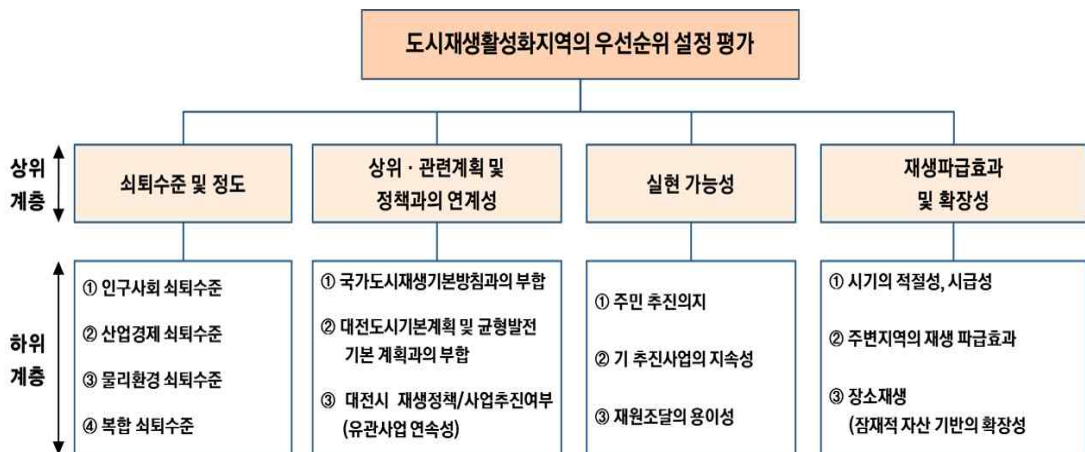 도시재생활성화지역의 우선순위 설정 평가
상위
계층
쇠퇴수준 및 정도
상위 · 관련계획 및
정책과의 연계성
실현 가능성
재생파급효과
및 확장성
하위
계층
① 인구사회 쇠퇴수준
② 산업경제 쇠퇴수준
③ 물리환경 쇠퇴수준
④ 복합 쇠퇴수준
① 국가도시재생기본방침과의 부합
② 대전도시기본계획 및 균형발전
기본 계획과의 부합
③ 대전시 재생정책/사업추진여부
(유관사업 연속성)
① 주민 추진의지
② 기 추진사업의 지속성
③ 재원조달의 용이성
① 시기의 적절성, 시급성
② 주변지역의 재생 파급효과
③ 장소재생
(잠재적 자산 기반의 확장성